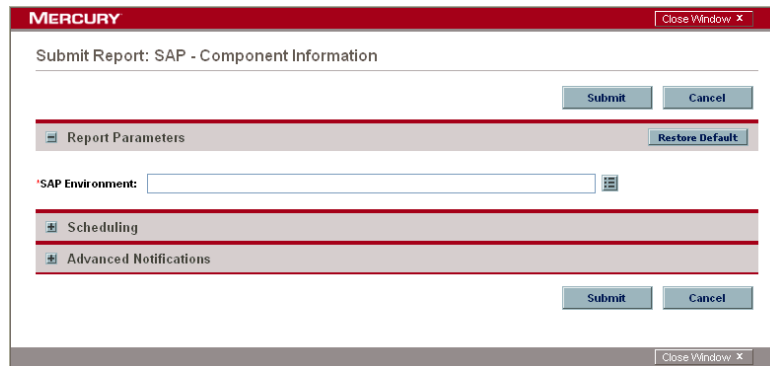 MERCURY
Close Window X
Submit Report: SAP - Component Information
Submit Cancel
Report Parameters Restore Default
*SAP Environment:
Scheduling
Advanced Notifications
Submit Cancel
Close Window X